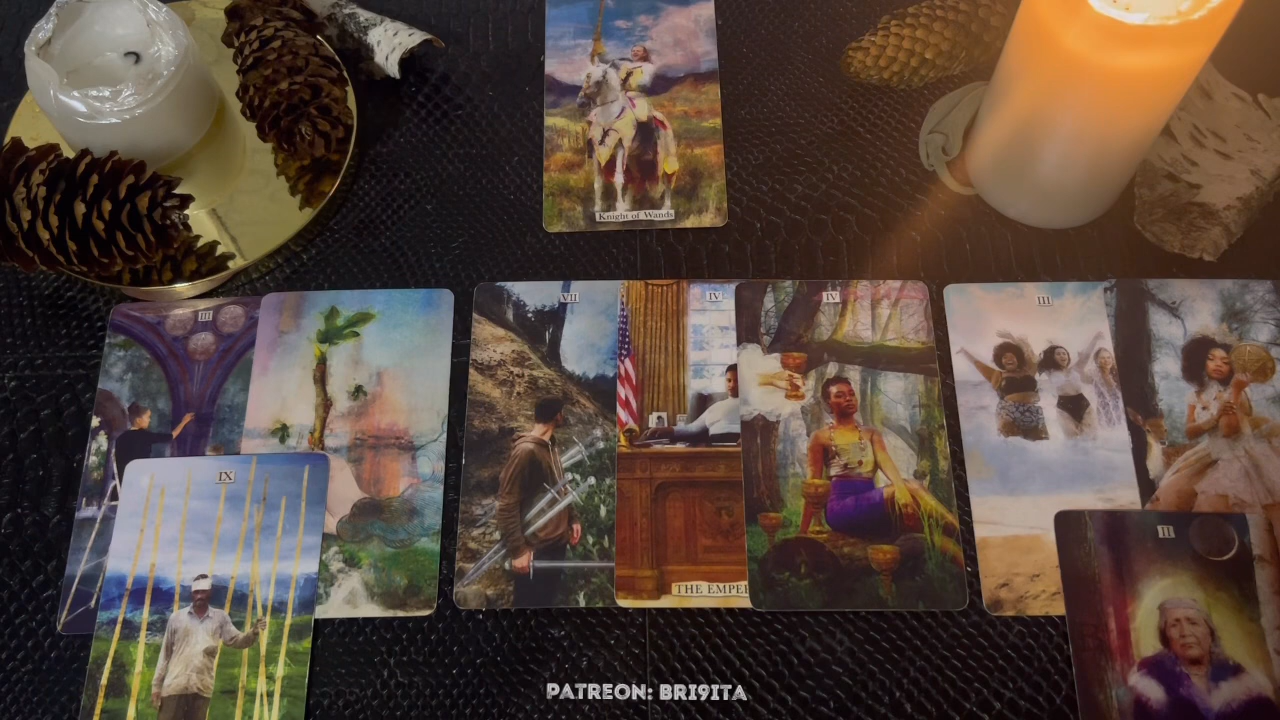 Knight of Wands
III
VII
IV
IV
III
THE EMPE
IX
II
PATREON: BRI9ITA